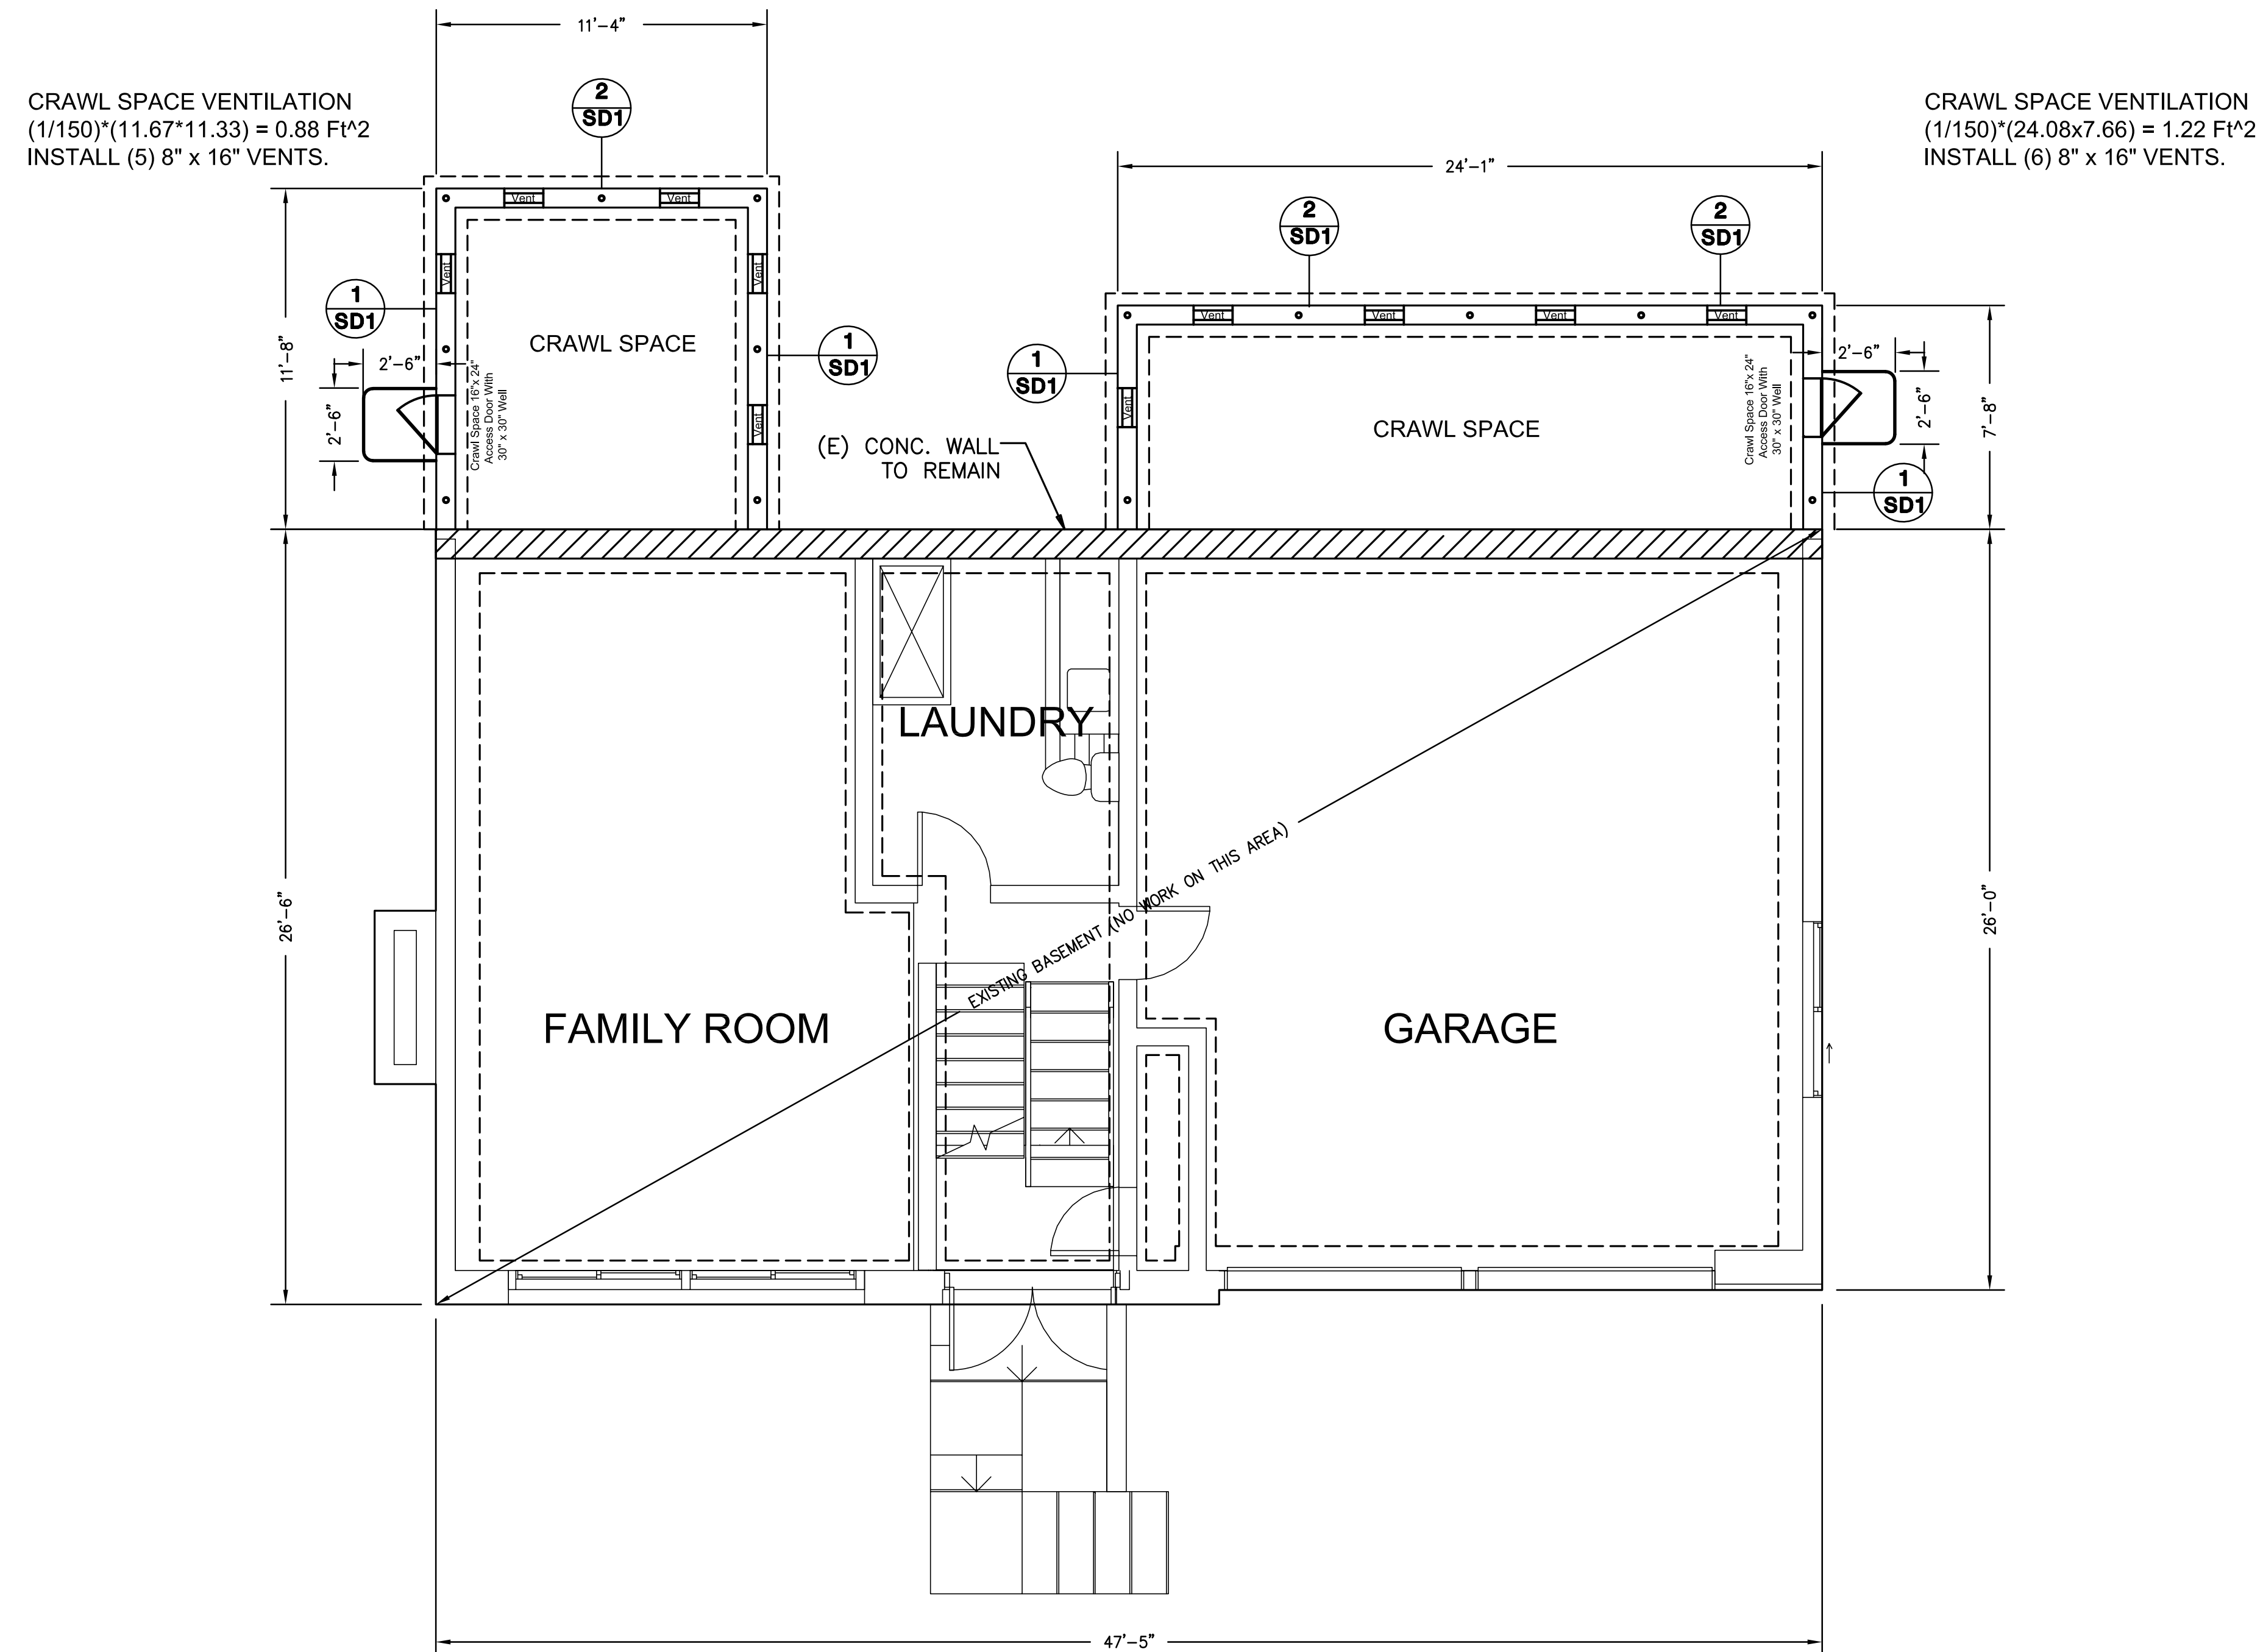 11'-4"
CRAWL SPACE VENTILATION
(1/150)*(11.67*11.33) = 0.88 Ft^2
INSTALL (5) 8" x 16" VENTS.
2
SD1
CRAWL SPACE VENTILATION
(1/150)*(24.08x7.66) = 1.22 Ft^2
INSTALL (6) 8" x 16" VENTS.
24'-1"
Vent
Vent
2
SD1
2
SD1
Vent
Vent
1
SD1
Vent
Vent
Vent
Vent
11'-8"
CRAWL SPACE
1
SD1
1
SD1
2'-6"
2'-6"
Crawl Space 16"x 24"
Access Door With
30" x 30" Well
Vent
Vent
CRAWL SPACE
Crawl Space 16"x 24"
Access Door With
30" x 30" Well
2'-6"
2'-6"
7'-8"
(E) CONC. WALL
TO REMAIN
1
SD1
LAUNDRY
EXISTING BASEMENT (NO WORK ON THIS AREA)
26'-6"
26'-0"
FAMILY ROOM
GARAGE
47'-5"